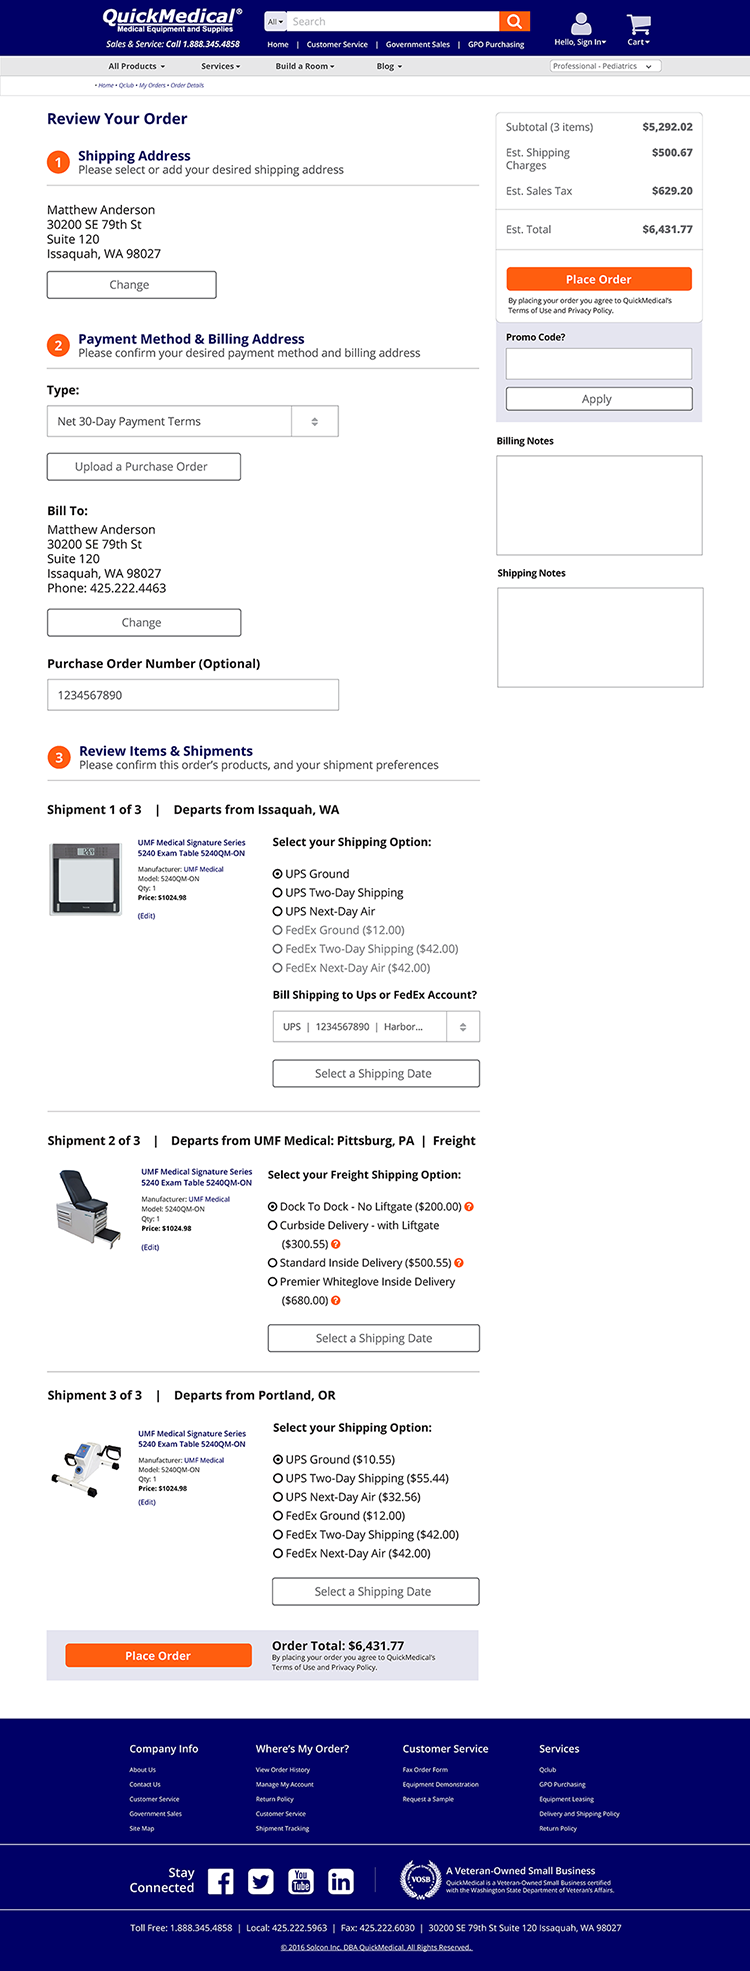 QuickMedical®
Medical Equipment and Supplies
Sales & Service: Call 1.888.345.4858
All
Search
Home | Customer Service | Government Sales | GPO Purchasing
Hello, Sign In
Cart
All Products
Services
Build a Room
Blog
Professional - Pediatrics
• Home • Qclub • My Orders • Order Details
Review Your Order
1
Shipping Address
Please select or add your desired shipping address
Matthew Anderson
30200 SE 79th St
Suite 120
Issaquah, WA 98027
Change
2
Payment Method & Billing Address
Please confirm your desired payment method and billing address
Type:
Net 30-Day Payment Terms
Upload a Purchase Order
Bill To:
Matthew Anderson
30200 SE 79th St
Suite 120
Issaquah, WA 98027
Phone: 425.222.4463
Change
Purchase Order Number (Optional)
1234567890
Subtotal (3 items) $5,292.02
Est. Shipping
Charges
$500.67
Est. Sales Tax $629.20
Est. Total $6,431.77
Place Order
By placing your order you agree to QuickMedical's
Terms of Use and Privacy Policy.
Promo Code?
Apply
Billing Notes
Shipping Notes
3
Review Items & Shipments
Please confirm this order's products, and your shipment preferences
Shipment 1 of 3 | Departs from Issaquah, WA
UMF Medical Signature Series
5240 Exam Table 5240QM-ON
Manufacturer: UMF Medical
Model: 5240QM-ON
Qty: 1
Price: $1024.98
(Edit)
Select your Shipping Option:
UPS Ground
UPS Two-Day Shipping
UPS Next-Day Air
FedEx Ground ($12.00)
FedEx Two-Day Shipping ($42.00)
FedEx Next-Day Air ($42.00)
Bill Shipping to Ups or FedEx Account?
UPS | 1234567890 | Harbor...
Select a Shipping Date
Shipment 2 of 3 | Departs from UMF Medical: Pittsburg, PA | Freight
UMF Medical Signature Series
5240 Exam Table 5240QM-ON
Manufacturer: UMF Medical
Model: 5240QM-ON
Qty: 1
Price: $1024.98
(Edit)
Select your Freight Shipping Option:
Dock To Dock - No Liftgate ($200.00) ?
Curbside Delivery - with Liftgate
($300.55) ?
Standard Inside Delivery ($500.55) ?
Premier Whiteglove Inside Delivery
($680.00) ?
Select a Shipping Date
Shipment 3 of 3 | Departs from Portland, OR
UMF Medical Signature Series
5240 Exam Table 5240QM-ON
Manufacturer: UMF Medical
Model: 5240QM-ON
Qty: 1
Price: $1024.98
(Edit)
Select your Shipping Option:
UPS Ground ($10.55)
UPS Two-Day Shipping ($55.44)
UPS Next-Day Air ($32.56)
FedEx Ground ($12.00)
FedEx Two-Day Shipping ($42.00)
FedEx Next-Day Air ($42.00)
Select a Shipping Date
Place Order
Order Total: $6,431.77
By placing your order you agree to QuickMedical's
Terms of Use and Privacy Policy.
Company Info
About Us
Contact Us
Customer Service
Government Sales
Site Map
Where's My Order?
View Order History
Manage My Account
Return Policy
Customer Service
Shipment Tracking
Customer Service
Fax Order Form
Equipment Demonstration
Request a Sample
Services
Qclub
GPO Purchasing
Equipment Leasing
Delivery and Shipping Policy
Return Policy
Stay
Connected
You
Tube
in
VOSB
A Veteran-Owned Small Business
QuickMedical is a Veteran-Owned Small Business certified
with the Washington State Department of Veteran's Affairs.
Toll Free: 1.888.345.4858 | Local: 425.222.5963 | Fax: 425.222.6030 | 30200 SE 79th St Suite 120 Issaquah, WA 98027
© 2016 Solcon Inc. DBA QuickMedical. All Rights Reserved.